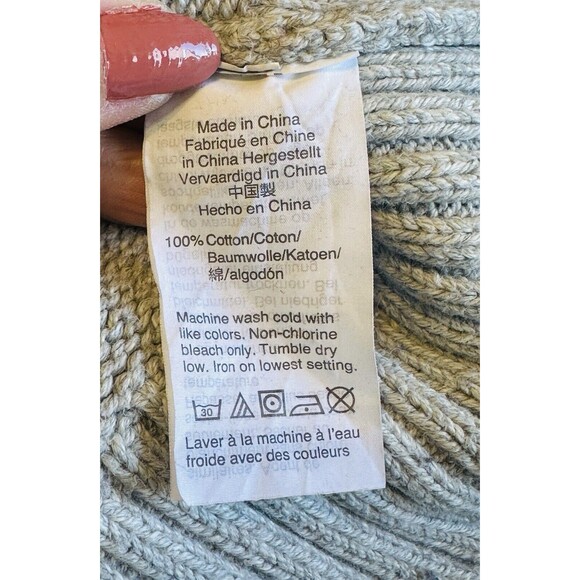 Made in China
Fabriqué en Chine
in China Hergestellt
Vervaardigd in China
中国製
Hecho en China
100% Cotton/Coton/
Baumwolle/Katoen/
綿/algodón
Machine wash cold with
like colors. Non-chlorine
bleach only. Tumble dry
low. Iron on lowest setting.
30
Laver à la machine à l'eau
froide avec des couleurs